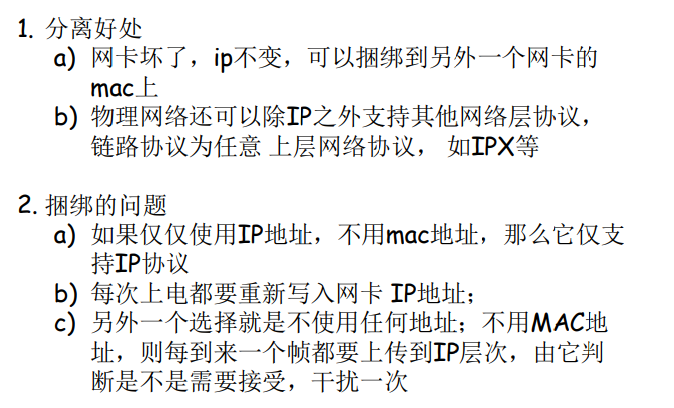 1. 分离好处
a) 网卡坏了，ip不变，可以捆绑到另外一个网卡的
mac上
b) 物理网络还可以除IP之外支持其他网络层协议，
链路协议为任意 上层网络协议， 如IPX等
2. 捆绑的问题
a) 如果仅仅使用IP地址，不用mac地址，那么它仅支
持IP协议
b) 每次上电都要重新写入网卡 IP地址；
c) 另外一个选择就是不使用任何地址；不用MAC地
址，则每到来一个帧都要上传到IP层次，由它判
断是不是需要接受，干扰一次